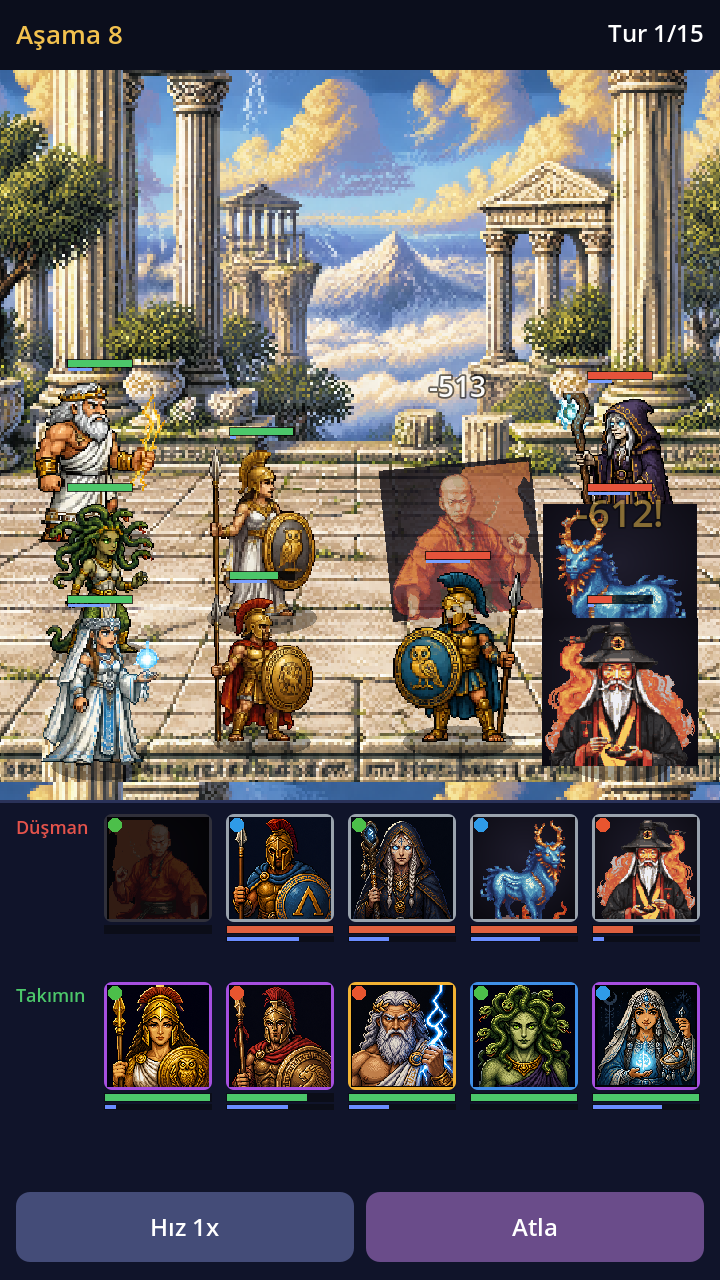 Aşama 8
Tur 1/15
-513
-612!
Düşman
Takımın
Hız 1x
Atla